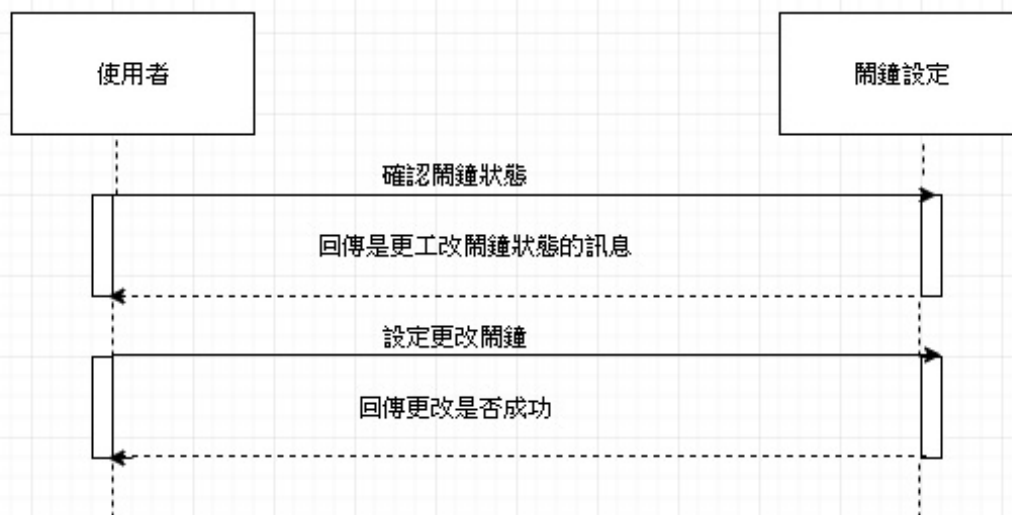 使用者
鬧鐘設定
確認鬧鐘狀態
回傳是更工改鬧鐘狀態的訊息
設定更改鬧鐘
回傳更改是否成功